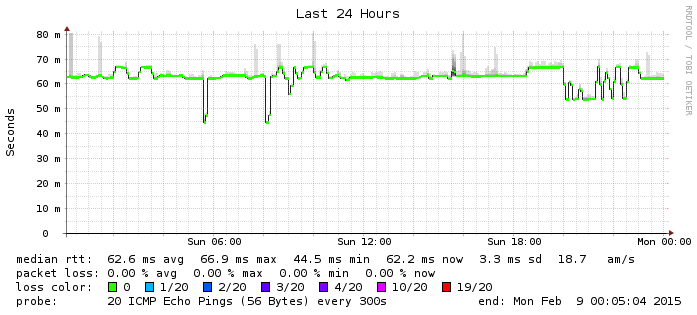 Last 24 Hours
RRDTOOL / TOBI OETIKER
Seconds
80 m
70 m
60 m
50 m
40 m
30 m
20 m
10 m
0
Sun 06:00 Sun 12:00 Sun 18:00 Mon 00:00
median rtt: 62.6 ms avg 66.9 ms max 44.5 ms min 62.2 ms now 3.3 ms sd 18.7 am/s
packet loss: 0.00 % avg 0.00 % max 0.00 % min 0.00 % now
loss color: 0 1/20 2/20 3/20 4/20 10/20 19/20
probe: 20 ICMP Echo Pings (56 Bytes) every 300s end: Mon Feb 9 00:05:04 2015